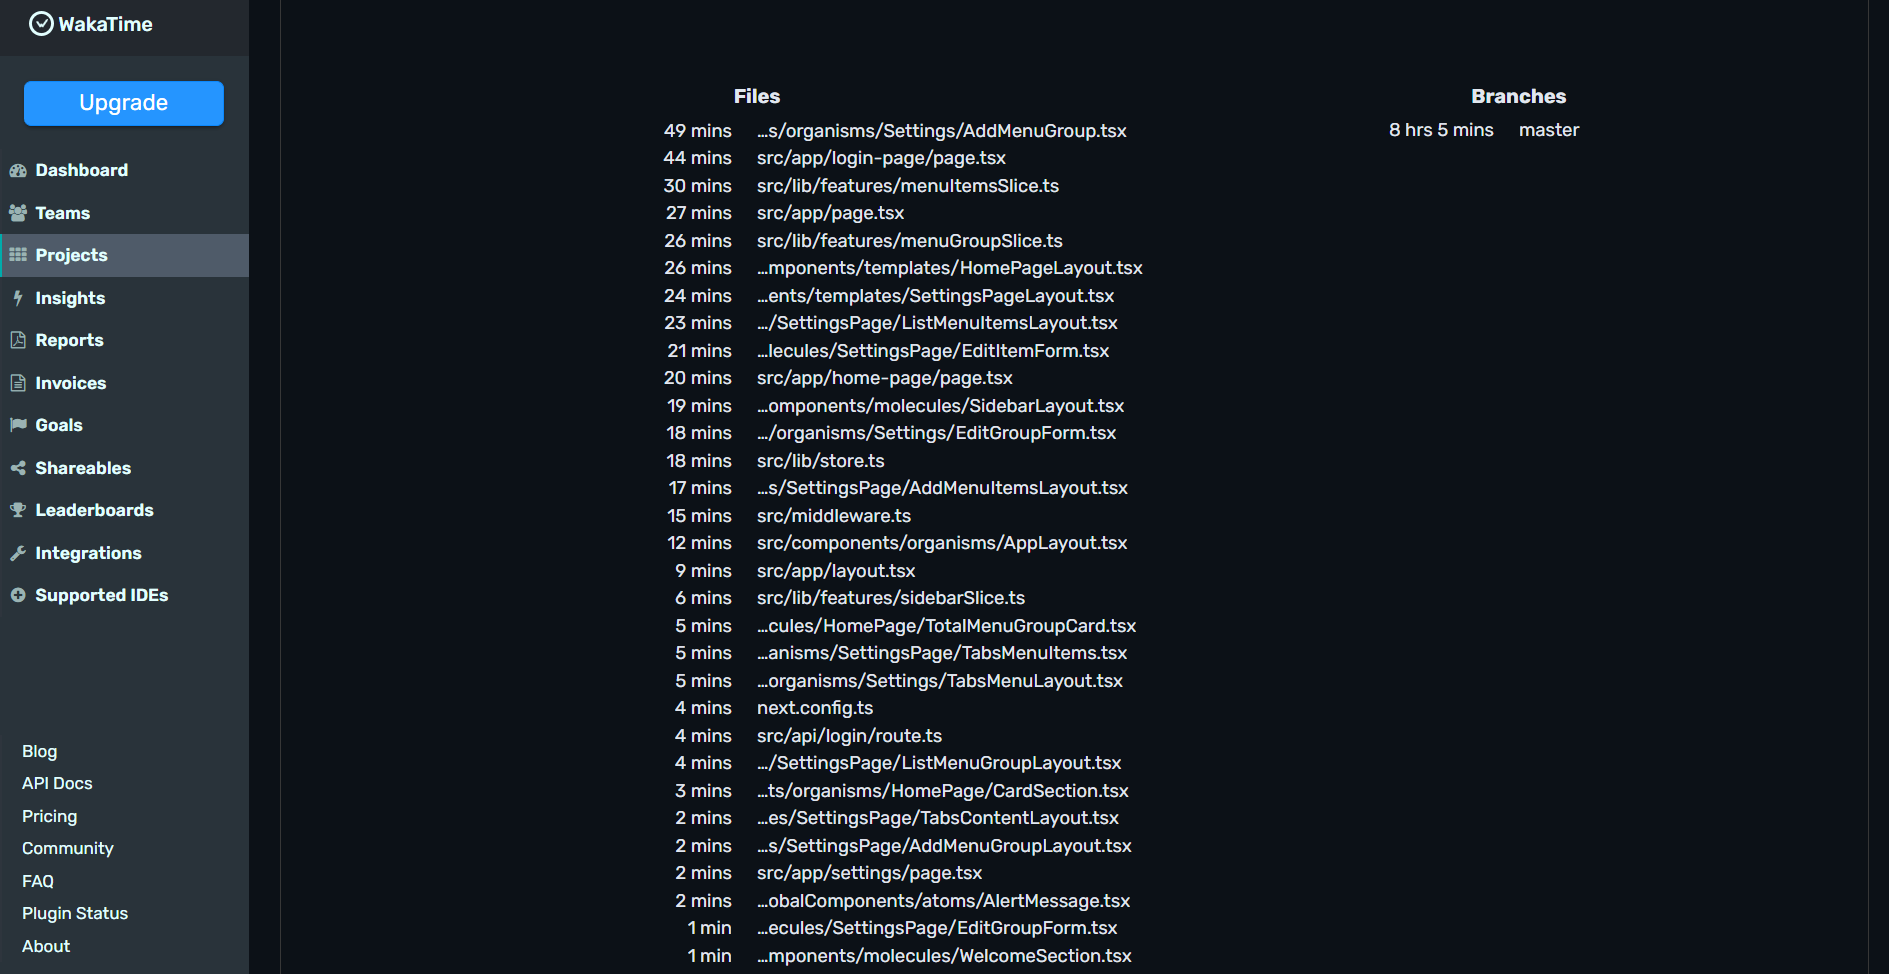 WakaTime
Upgrade
Dashboard
Teams
Projects
Insights
Reports
Invoices
Goals
Shareables
Leaderboards
Integrations
Supported IDEs
Blog
API Docs
Pricing
Community
FAQ
Plugin Status
About
Files
49 mins …s/organisms/Settings/AddMenuGroup.tsx
44 mins src/app/login-page/page.tsx
30 mins src/lib/features/menuItemsSlice.ts
27 mins src/app/page.tsx
26 mins src/lib/features/menuGroupSlice.ts
26 mins …mponents/templates/HomePageLayout.tsx
24 mins …ents/templates/SettingsPageLayout.tsx
23 mins …/SettingsPage/ListMenuItemsLayout.tsx
21 mins …lecules/SettingsPage/EditItemForm.tsx
20 mins src/app/home-page/page.tsx
19 mins …omponents/molecules/SidebarLayout.tsx
18 mins …/organisms/Settings/EditGroupForm.tsx
18 mins src/lib/store.ts
17 mins …s/SettingsPage/AddMenuItemsLayout.tsx
15 mins src/middleware.ts
12 mins src/components/organisms/AppLayout.tsx
9 mins src/app/layout.tsx
6 mins src/lib/features/sidebarSlice.ts
5 mins …cules/HomePage/TotalMenuGroupCard.tsx
5 mins …anisms/SettingsPage/TabsMenuItems.tsx
5 mins …organisms/Settings/TabsMenuLayout.tsx
4 mins next.config.ts
4 mins src/api/login/route.ts
4 mins …/SettingsPage/ListMenuGroupLayout.tsx
3 mins …ts/organisms/HomePage/CardSection.tsx
2 mins …es/SettingsPage/TabsContentLayout.tsx
2 mins …s/SettingsPage/AddMenuGroupLayout.tsx
2 mins src/app/settings/page.tsx
2 mins …obalComponents/atoms/AlertMessage.tsx
1 min …ecules/SettingsPage/EditGroupForm.tsx
1 min …mponents/molecules/WelcomeSection.tsx
Branches
8 hrs 5 mins master